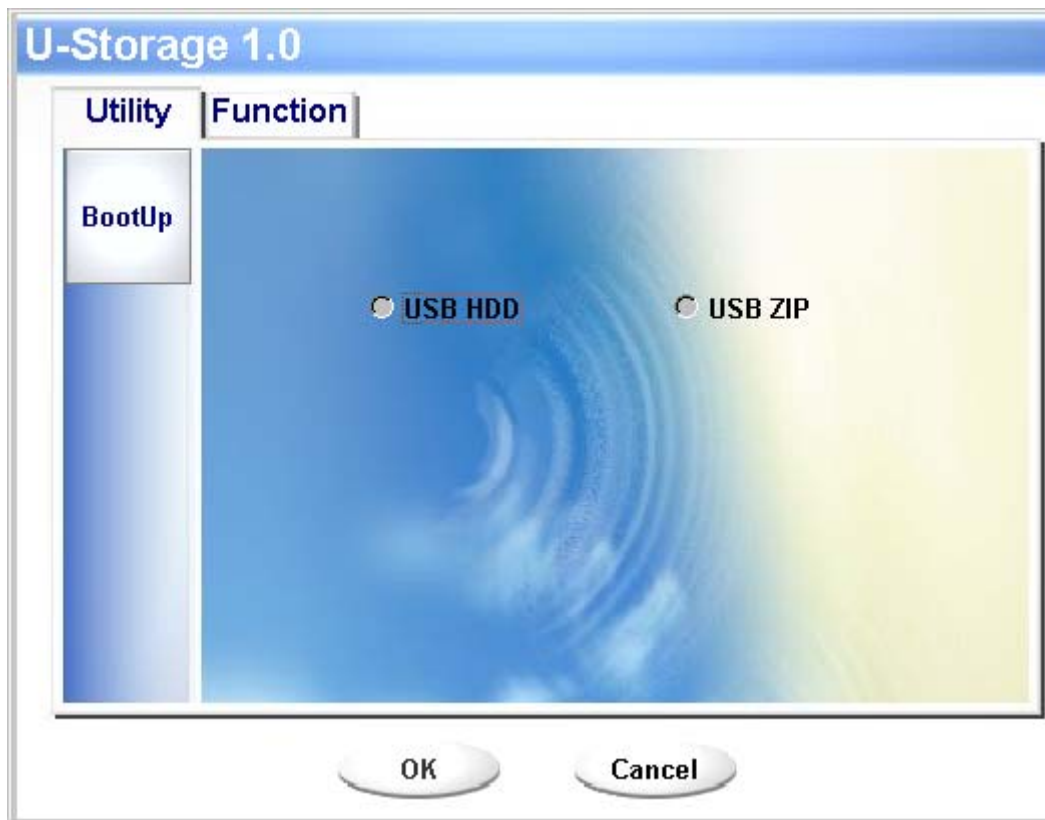 U-Storage 1.0
Utility Function
BootUp
USB HDD USB ZIP
OK Cancel